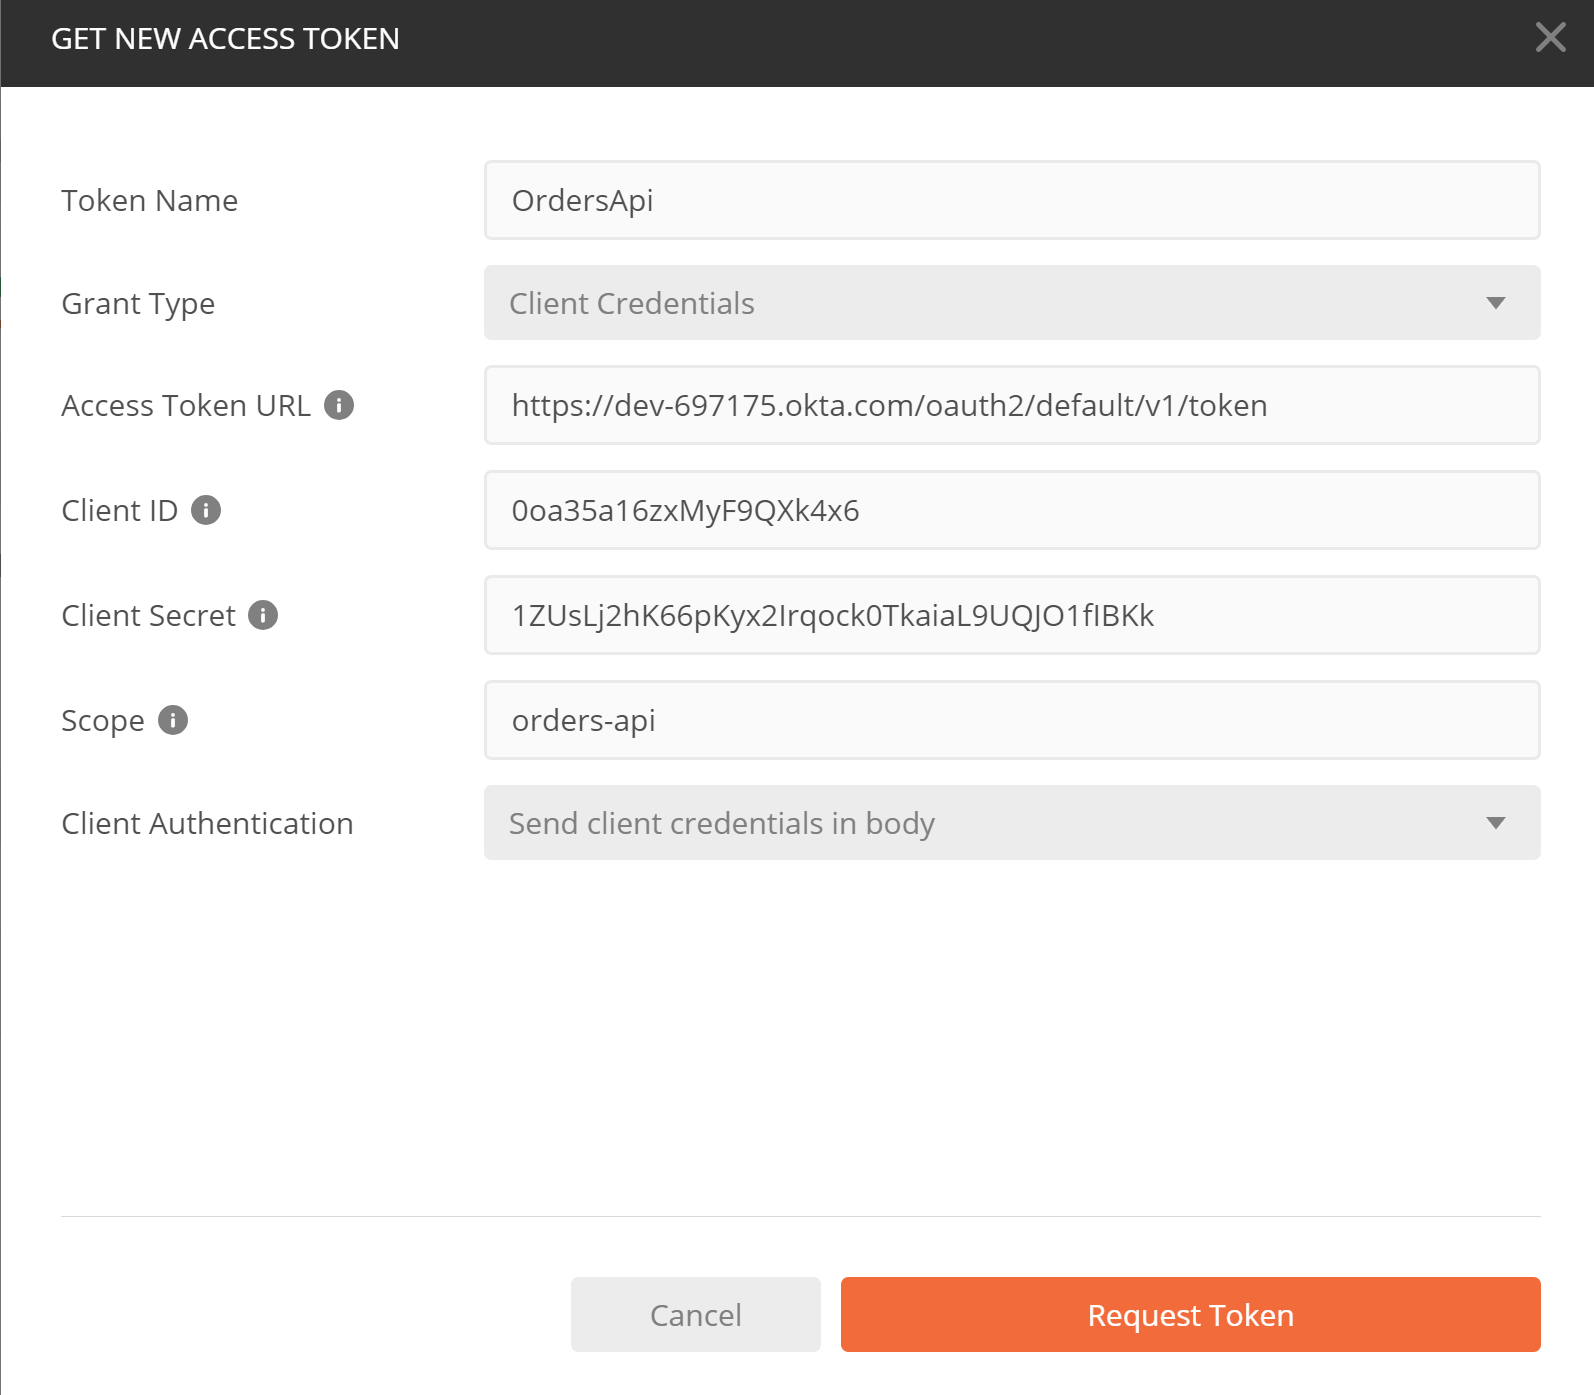 GET NEW ACCESS TOKEN
Token Name
OrdersApi
Grant Type
Client Credentials
Access Token URL
https://dev-697175.okta.com/oauth2/default/v1/token
Client ID
0oa35a16zxMyF9QXk4x6
Client Secret
1ZUsLj2hK66pKyx2Irqock0TkaiaL9UQJO1fIBKk
Scope
orders-api
Client Authentication
Send client credentials in body
Cancel
Request Token